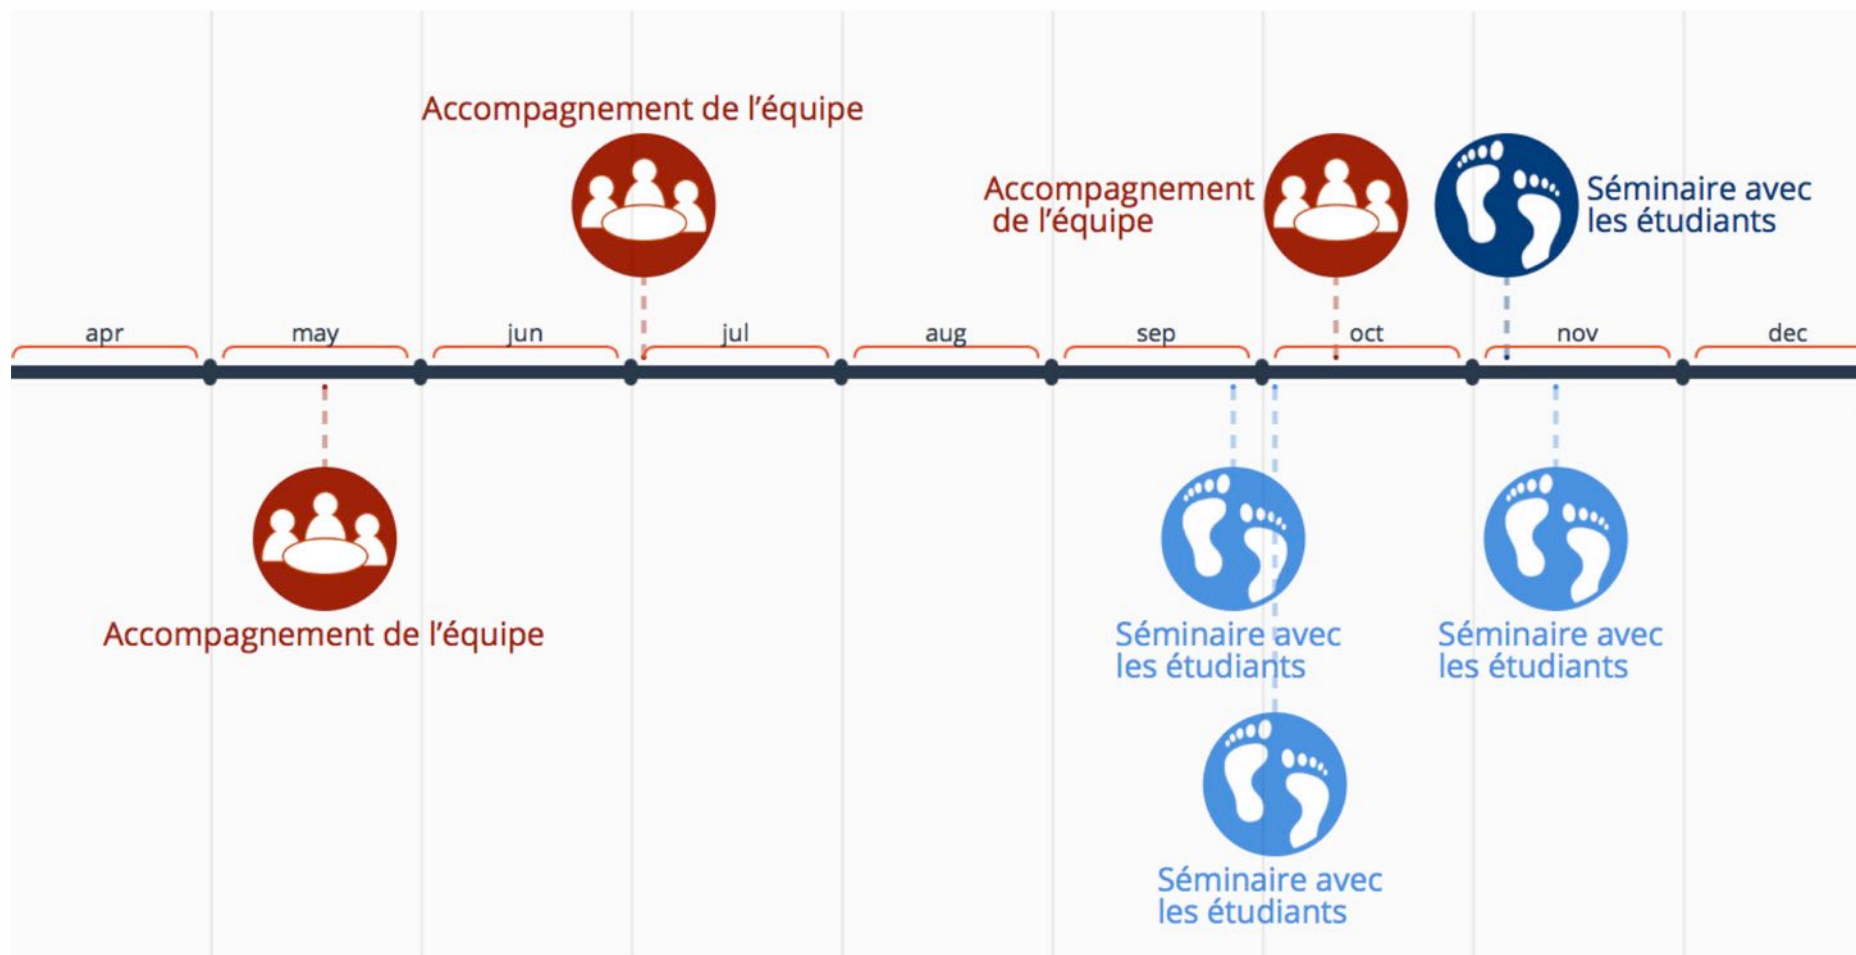 Accompagnement de l’équipe
Accompagnement
de l’équipe
Séminaire avec
les étudiants
apr
may
jun
jul
aug
sep
oct
nov
dec
Accompagnement de l’équipe
Séminaire avec
les étudiants
Séminaire avec
les étudiants
Séminaire avec
les étudiants